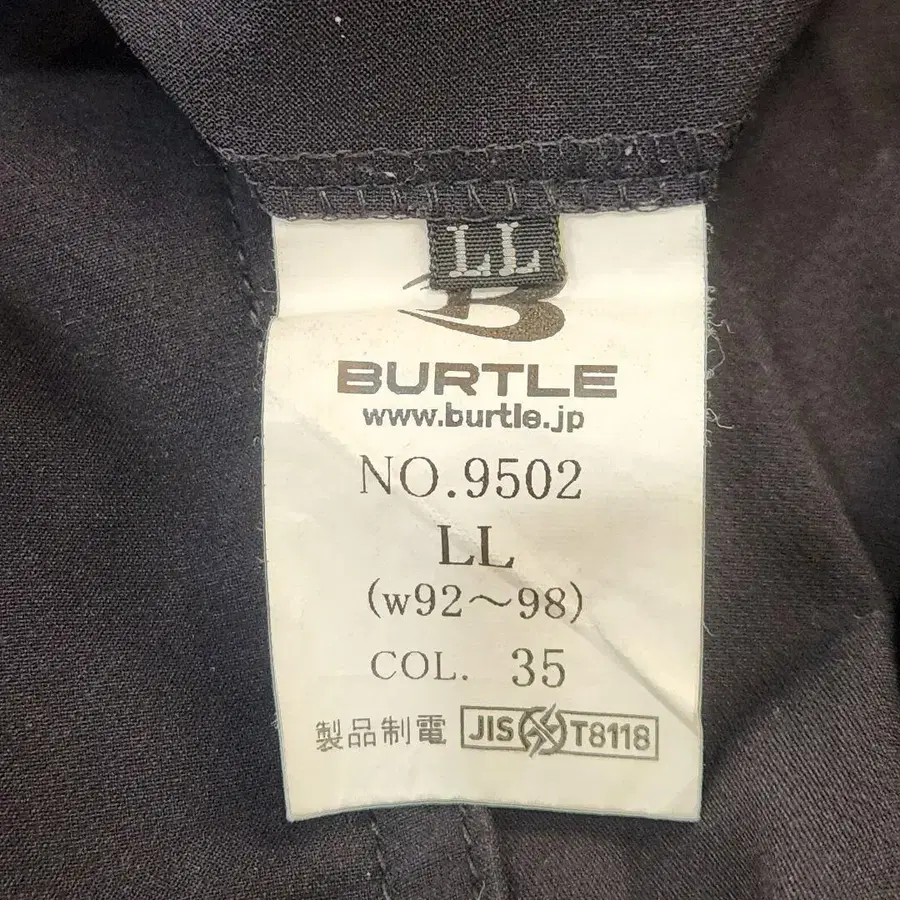 LL
B
BURTLE
www.burtle.jp
NO.9502
LL
(w92～98)
COL. 35
製品制電 JIS T8118